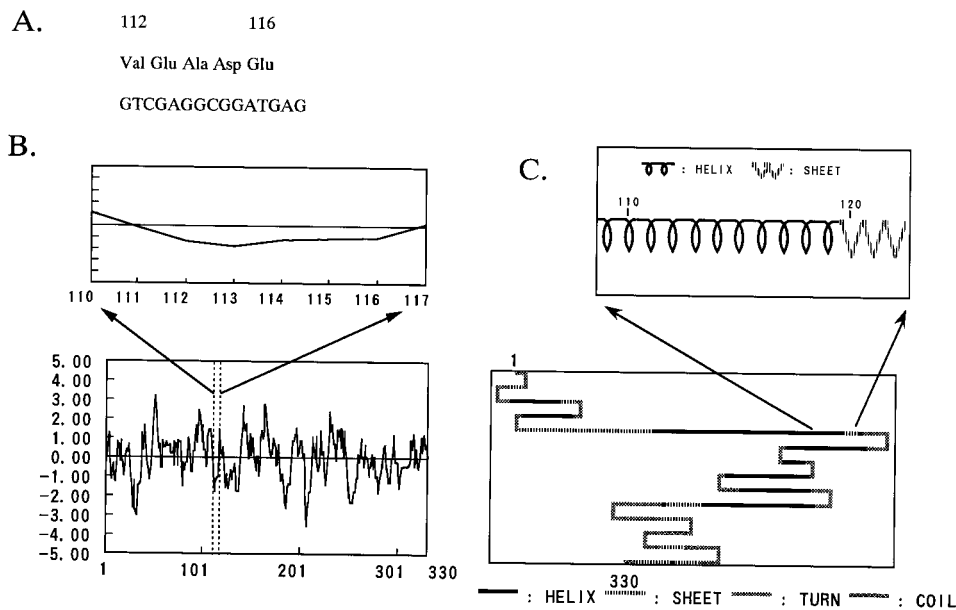 A.
112 116
Val Glu Ala Asp Glu
GTCGAGGCGGATGAG
B.
110 111 112 113 114 115 116 117
5.00
4.00
3.00
2.00
1.00
0.00
-1.00
-2.00
-3.00
-4.00
-5.00
1 101 201 301 330
C.
: HELIX : SHEET
110 120
1
330
: HELIX : SHEET : TURN : COIL